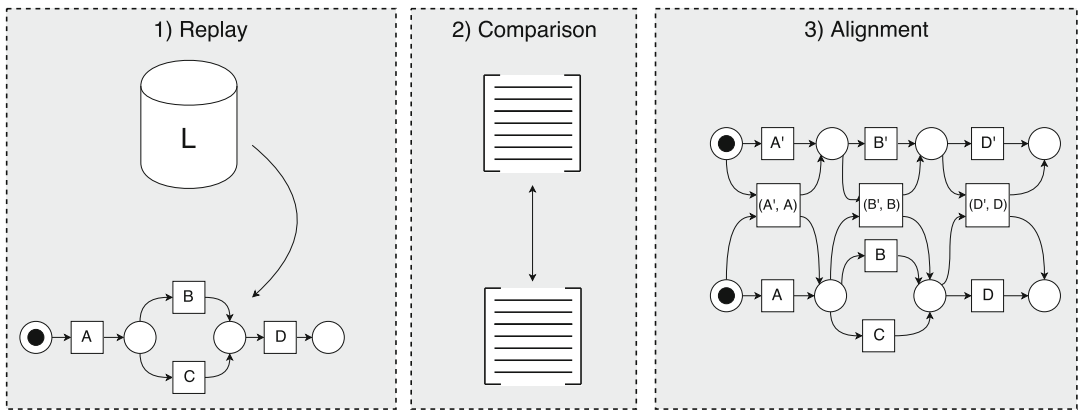 1) Replay
L
B
A
D
C
2) Comparison
3) Alignment
A' B' D'
(A', A) (B', B) (D', D)
B
A D
C